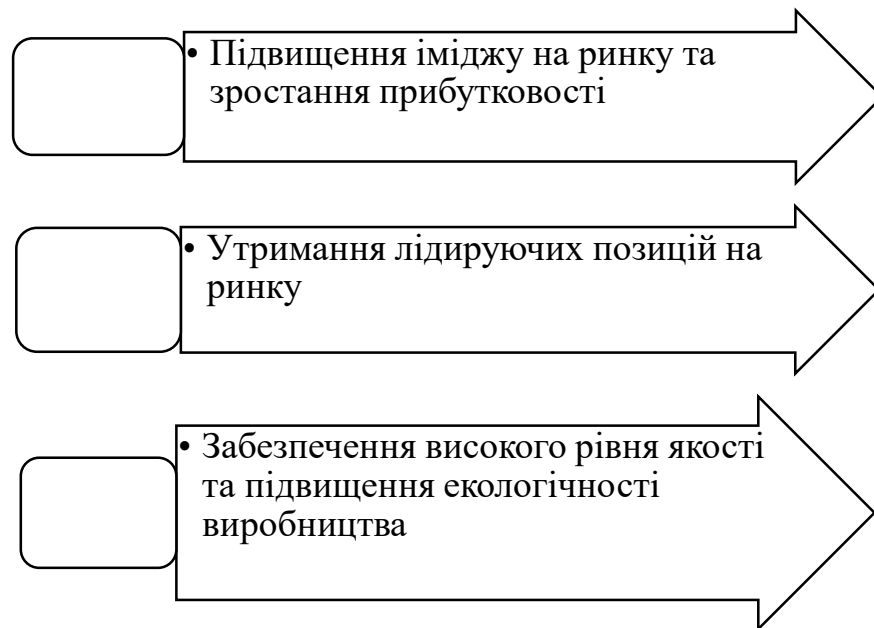 • Підвищення іміджу на ринку та
зростання прибутковості
• Утримання лідируючих позицій на
ринку
• Забезпечення високого рівня якості
та підвищення екологічності
виробництва